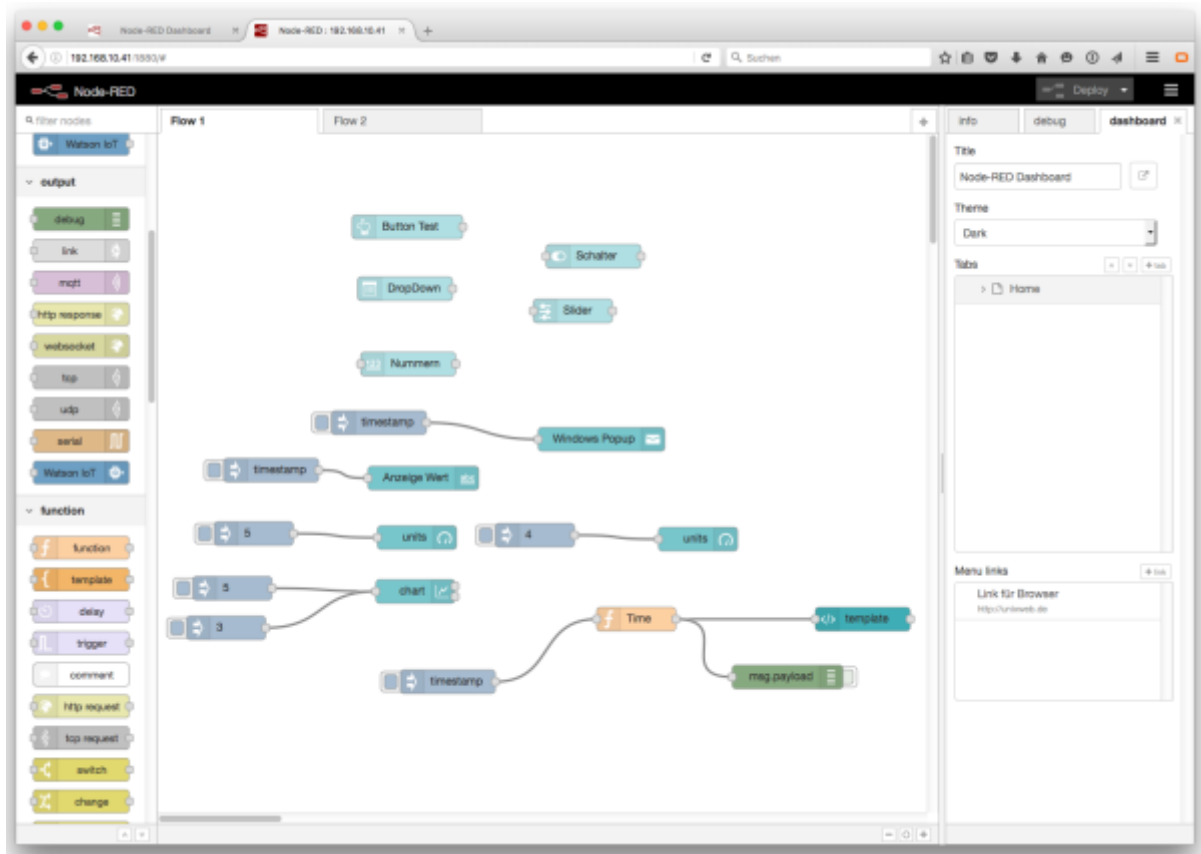 Node-RED Dashboard
Node-RED : 192.168.10.41
192.168.10.41:1880/#
Suchen
Node-RED
Deploy
filter nodes
Flow 1
Flow 2
info
debug
dashboard
Watson IoT
output
debug
link
mqtt
http response
websocket
tcp
udp
serial
Watson IoT
function
function
template
delay
trigger
comment
http request
tcp request
switch
change
Button Test
Schalter
DropDown
Slider
123 Nummern
timestamp
Windows Popup
timestamp
Anzeige Wert abc
5
units
4
units
5
chart
3
Time
template
timestamp
msg.payload
Title
Node-RED Dashboard
Theme
Dark
Tabs
+ tab
Home
Menu links
+ link
Link für Browser